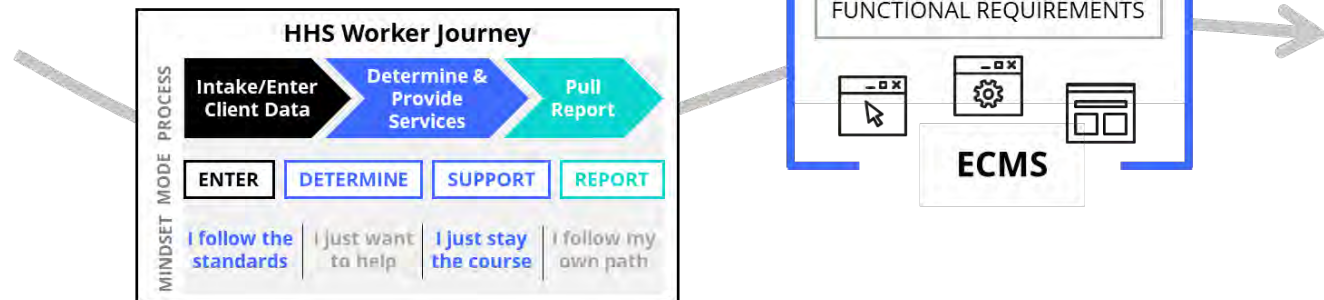 HHS Worker Journey
PROCESS
Intake/Enter
Client Data
Determine &
Provide
Services
Pull
Report
MODE
ENTER
DETERMINE
SUPPORT
REPORT
MINDSET
I follow the
standards
I just want
to help
I just stay
the course
I follow my
own path
FUNCTIONAL REQUIREMENTS
ECMS